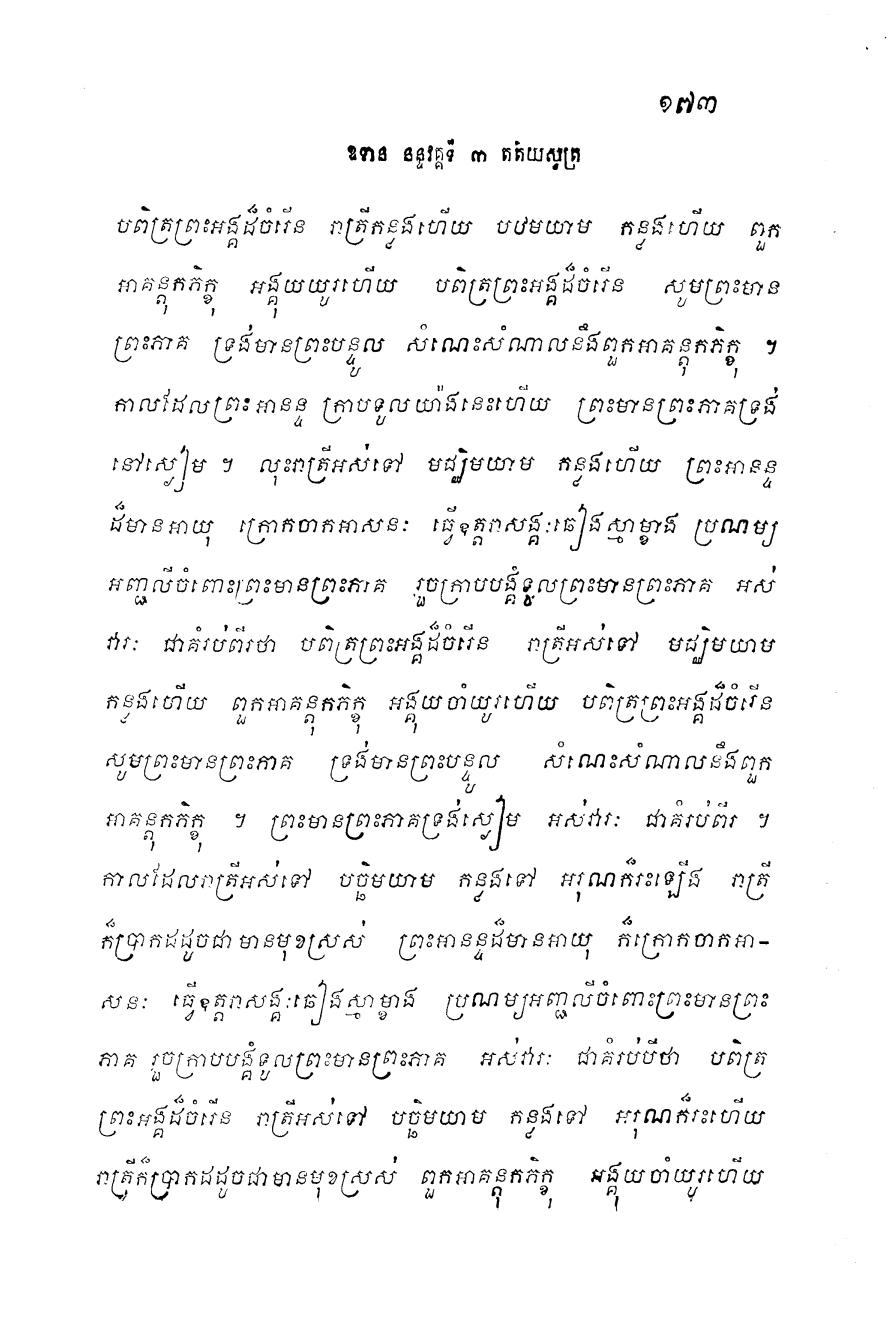 ១៧៣
ឧទាន នន្ទវគ្គទី ៣ តតិយសូត្រ
បពិត្រព្រះអង្គដ៏ចំរើន រាត្រីកន្លងហើយ បឋមយាម កន្លងហើយ ពួក
អាគន្តុកភិក្ខុ អង្គុយយូរហើយ បពិត្រព្រះអង្គដ៏ចំរើន សូមព្រះមាន
ព្រះភាគ ទ្រង់មានព្រះបន្ទូល សំណេះសំណាលនឹងពួកអាគន្តុកភិក្ខុ ។
កាលដែលព្រះអានន្ទ ក្រាបទូលយ៉ាងនេះហើយ ព្រះមានព្រះភាគទ្រង់
នៅស្ងៀម ។ លុះរាត្រីអស់ទៅ មជ្ឈិមយាម កន្លងហើយ ព្រះអានន្ទ
ដ៏មានអាយុ ក្រោកចាកអាសនៈ ធ្វើឧត្តរាសង្គៈឆៀងស្មាម្ខាង ប្រណម្យ
អញ្ជលីចំពោះព្រះមានព្រះភាគ រួចក្រាបបង្គំទូលព្រះមានព្រះភាគ អស់
វារៈ ជាគំរប់ពីរថា បពិត្រព្រះអង្គដ៏ចំរើន រាត្រីអស់ទៅ មជ្ឈិមយាម
កន្លងហើយ ពួកអាគន្តុកភិក្ខុ អង្គុយចាំយូរហើយ បពិត្រព្រះអង្គដ៏ចំរើន
សូមព្រះមានព្រះភាគ ទ្រង់មានព្រះបន្ទូល សំណេះសំណាលនឹងពួក
អាគន្តុកភិក្ខុ ។ ព្រះមានព្រះភាគទ្រង់ស្ងៀម អស់វារៈ ជាគំរប់ពីរ ។
កាលដែលរាត្រីអស់ទៅ បច្ឆិមយាម កន្លងទៅ អរុណក៏រះឡើង រាត្រី
ក៏ប្រាកដដូចជាមានមុខស្រស់ ព្រះអានន្ទដ៏មានអាយុ ក៏ក្រោកចាកអា-
សនៈ ធ្វើឧត្តរាសង្គៈឆៀងស្មាម្ខាង ប្រណម្យអញ្ជលីចំពោះព្រះមានព្រះ
ភាគ រួចក្រាបបង្គំទូលព្រះមានព្រះភាគ អស់វារៈ ជាគំរប់បីថា បពិត្រ
ព្រះអង្គដ៏ចំរើន រាត្រីអស់ទៅ បច្ឆិមយាម កន្លងទៅ អរុណក៏រះហើយ
រាត្រីក៏ប្រាកដដូចជាមានមុខស្រស់ ពួកអាគន្តុកភិក្ខុ អង្គុយចាំយូរហើយ